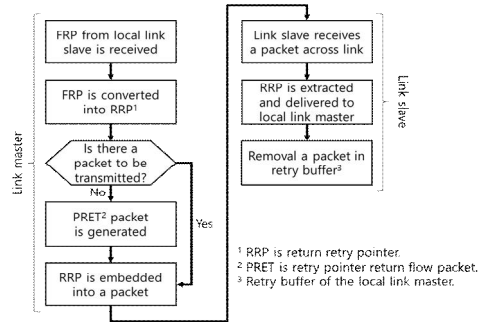 FRP from local link
slave is received
FRP is converted
into RRP¹
Is there a
packet to be
transmitted?
No
Yes
PRET² packet
is generated
RRP is embedded
into a packet
Link master
Link slave receives
a packet across link
RRP is extracted
and delivered to
local link master
Removal a packet in
retry buffer³
Link slave
¹ RRP is return retry pointer.
² PRET is retry pointer return flow packet.
³ Retry buffer of the local link master.